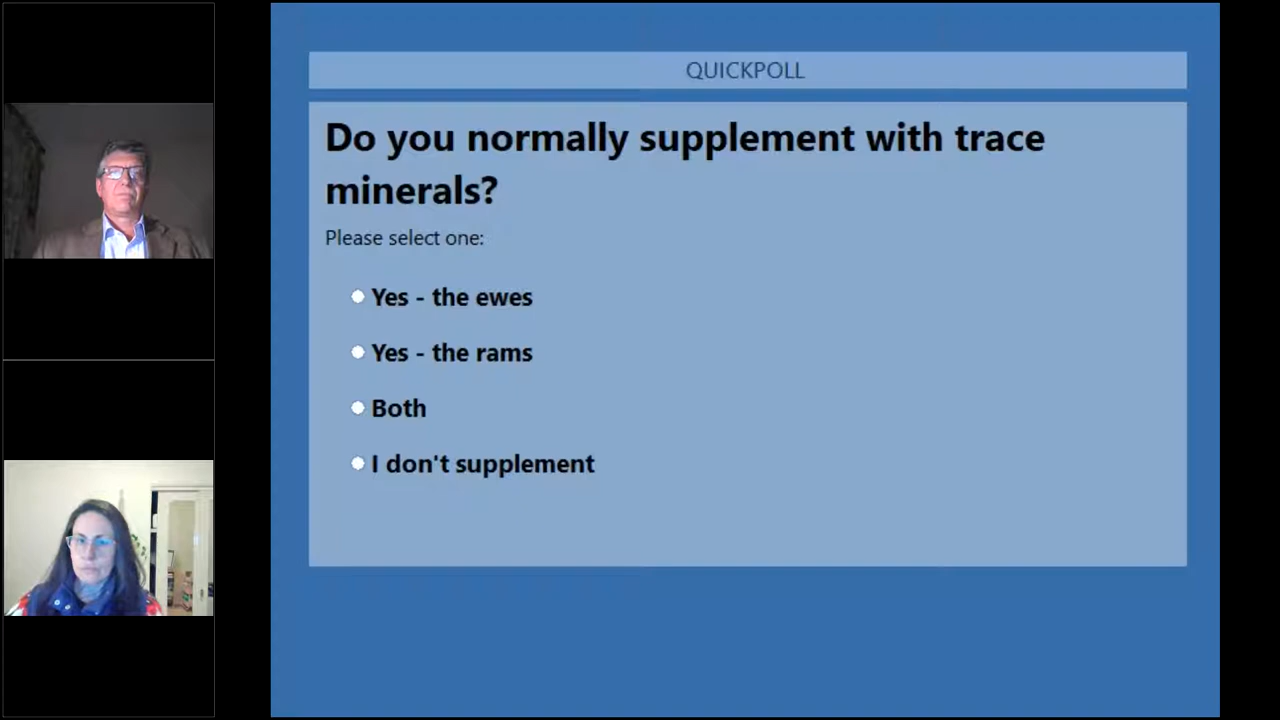 QUICKPOLL
Do you normally supplement with trace
minerals?
Please select one:
Yes - the ewes
Yes - the rams
Both
I don't supplement